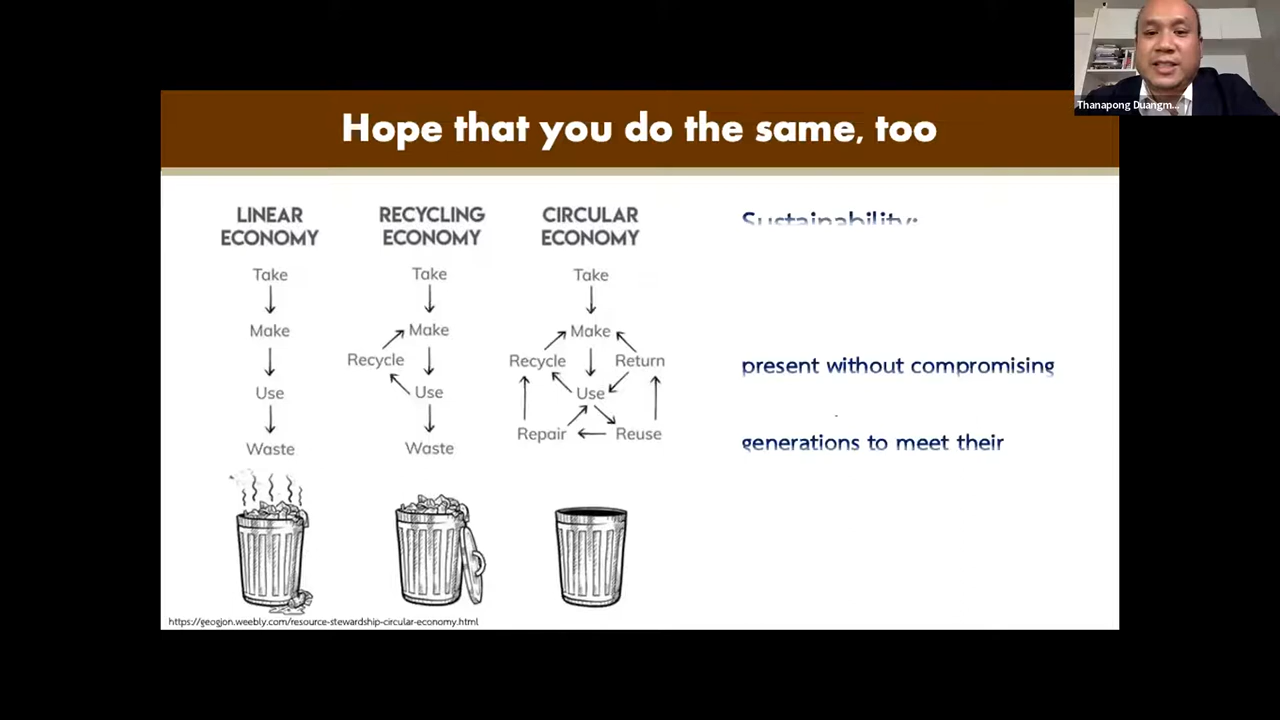 Thanapong Duangm...
Hope that you do the same, too
LINEAR
ECONOMY
Take
Make
Use
Waste
RECYCLING
ECONOMY
Take
Make
Recycle
Use
Waste
CIRCULAR
ECONOMY
Take
Make
Recycle
Return
Use
Repair
Reuse
Sustainability:
present without compromising
generations to meet their
https://geogjon.weebly.com/resource-stewardship-circular-economy.html